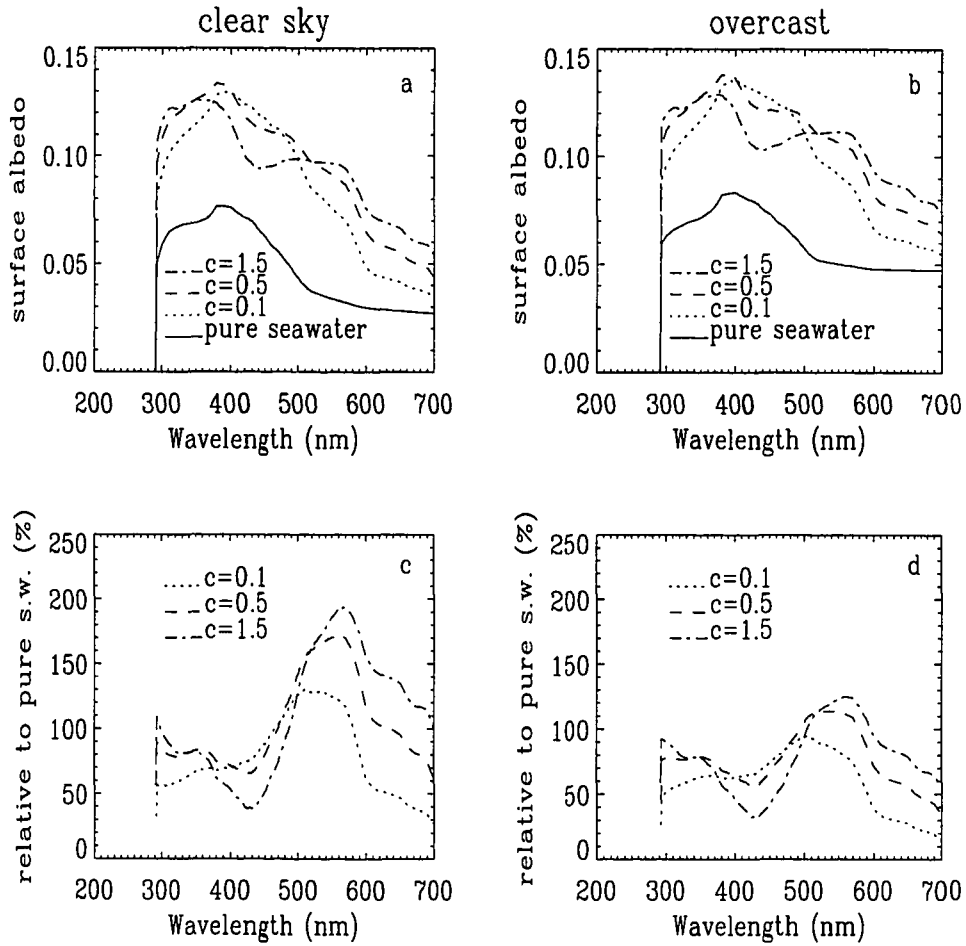 clear sky
overcast
0.15
0.10
0.05
0.00
surface albedo
a
c=1.5
c=0.5
c=0.1
pure seawater
200 300 400 500 600 700
Wavelength (nm)
0.15
0.10
0.05
0.00
surface albedo
b
c=1.5
c=0.5
c=0.1
pure seawater
200 300 400 500 600 700
Wavelength (nm)
250
200
150
100
50
0
relative to pure s.w. (%)
c
c=0.1
c=0.5
c=1.5
200 300 400 500 600 700
Wavelength (nm)
250
200
150
100
50
0
relative to pure s.w. (%)
d
c=0.1
c=0.5
c=1.5
200 300 400 500 600 700
Wavelength (nm)